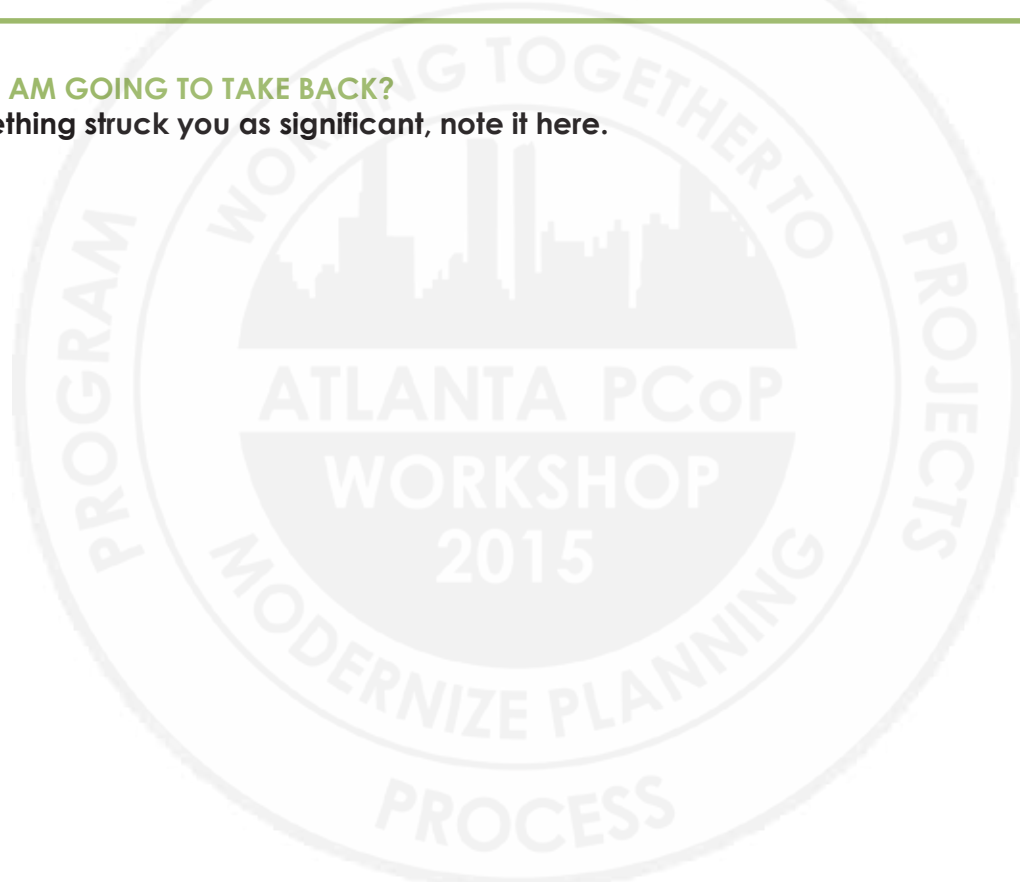 AM GOING TO TAKE BACK?
ething struck you as significant, note it here.
WORKING TOGETHER TO
PROGRAM
PROJECTS
ATLANTA PCoP
WORKSHOP
2015
MODERNIZE PLANNING
PROCESS